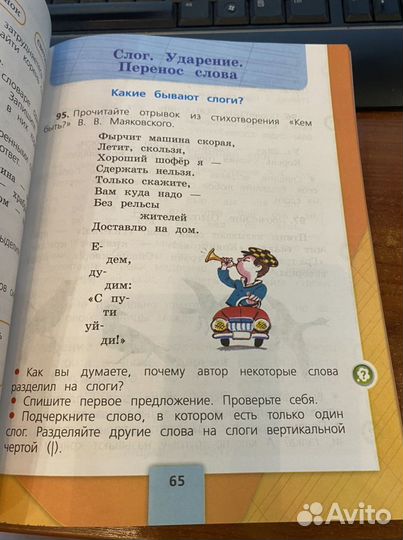 Слог. Ударение.
Перенос слова
Какие бывают слоги?
95. Прочитайте отрывок из стихотворения «Кем
быть?» В. В. Маяковского.
Фырчит машина скорая,
Летит, скользя,
Хороший шофёр я —
Сдержать нельзя.
Только скажите,
Вам куда надо —
Без рельсы
жителей
Доставлю на дом.
Е-
дем,
ду-
дим:
«С пу-
ти
уй-
ди!»
• Как вы думаете, почему автор некоторые слова
разделил на слоги?
• Спишите первое предложение. Проверьте себя.
• Подчеркните слово, в котором есть только один
слог. Разделяйте другие слова на слоги вертикальной
чертой (|).
65
Avito